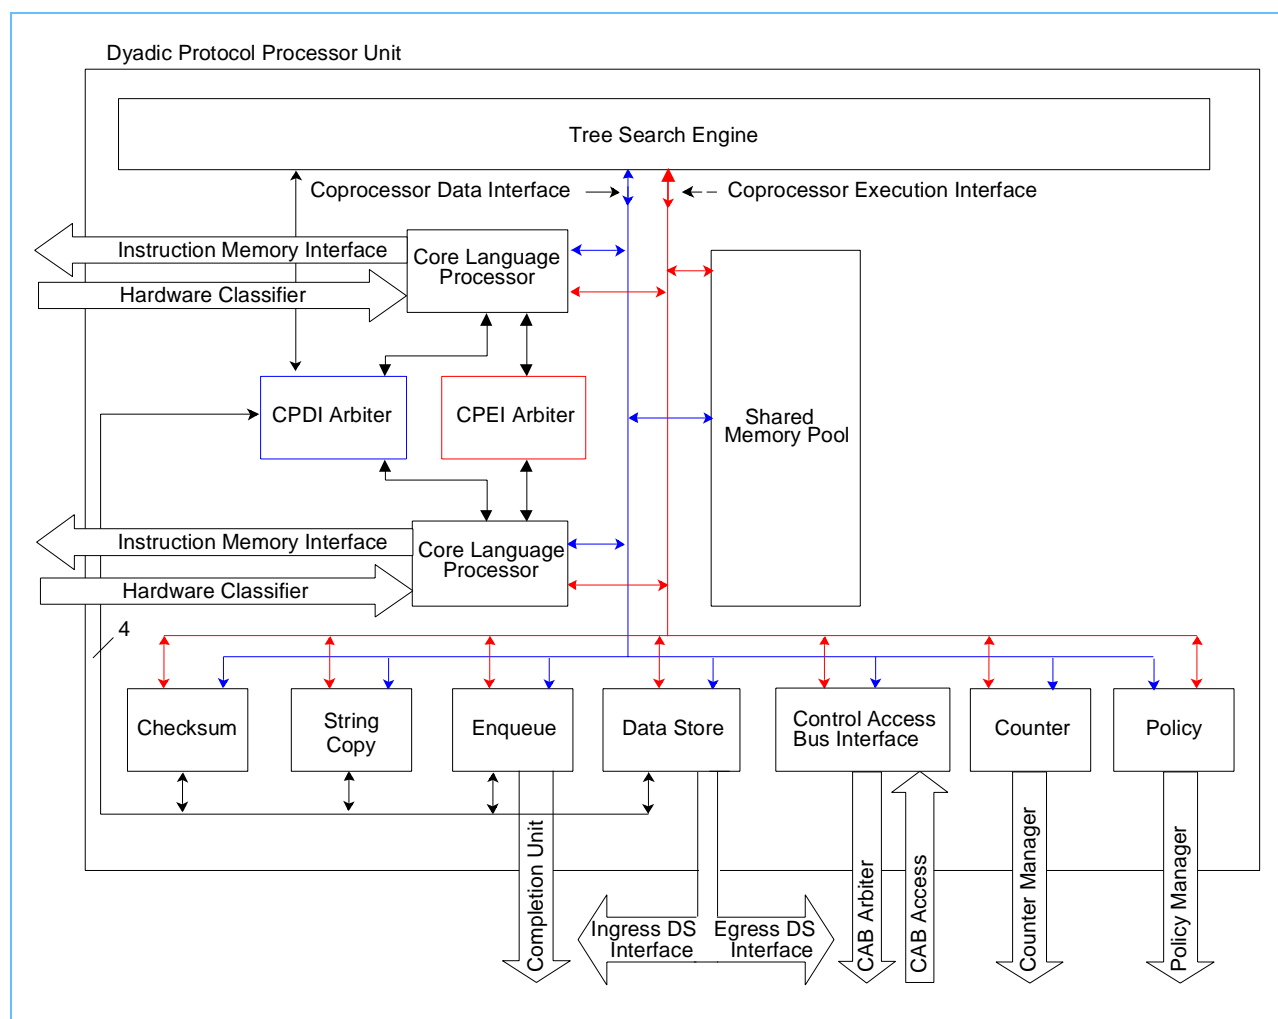 Dyadic Protocol Processor Unit
Tree Search Engine
Coprocessor Data Interface
Coprocessor Execution Interface
Instruction Memory Interface
Core Language
Processor
Hardware Classifier
CPDI Arbiter
CPEI Arbiter
Shared
Memory Pool
Instruction Memory Interface
Core Language
Processor
Hardware Classifier
4
Checksum
String
Copy
Enqueue
Data Store
Control Access
Bus Interface
Counter
Policy
Completion Unit
Ingress DS
Interface
Egress DS
Interface
CAB Arbiter
CAB Access
Counter Manager
Policy Manager